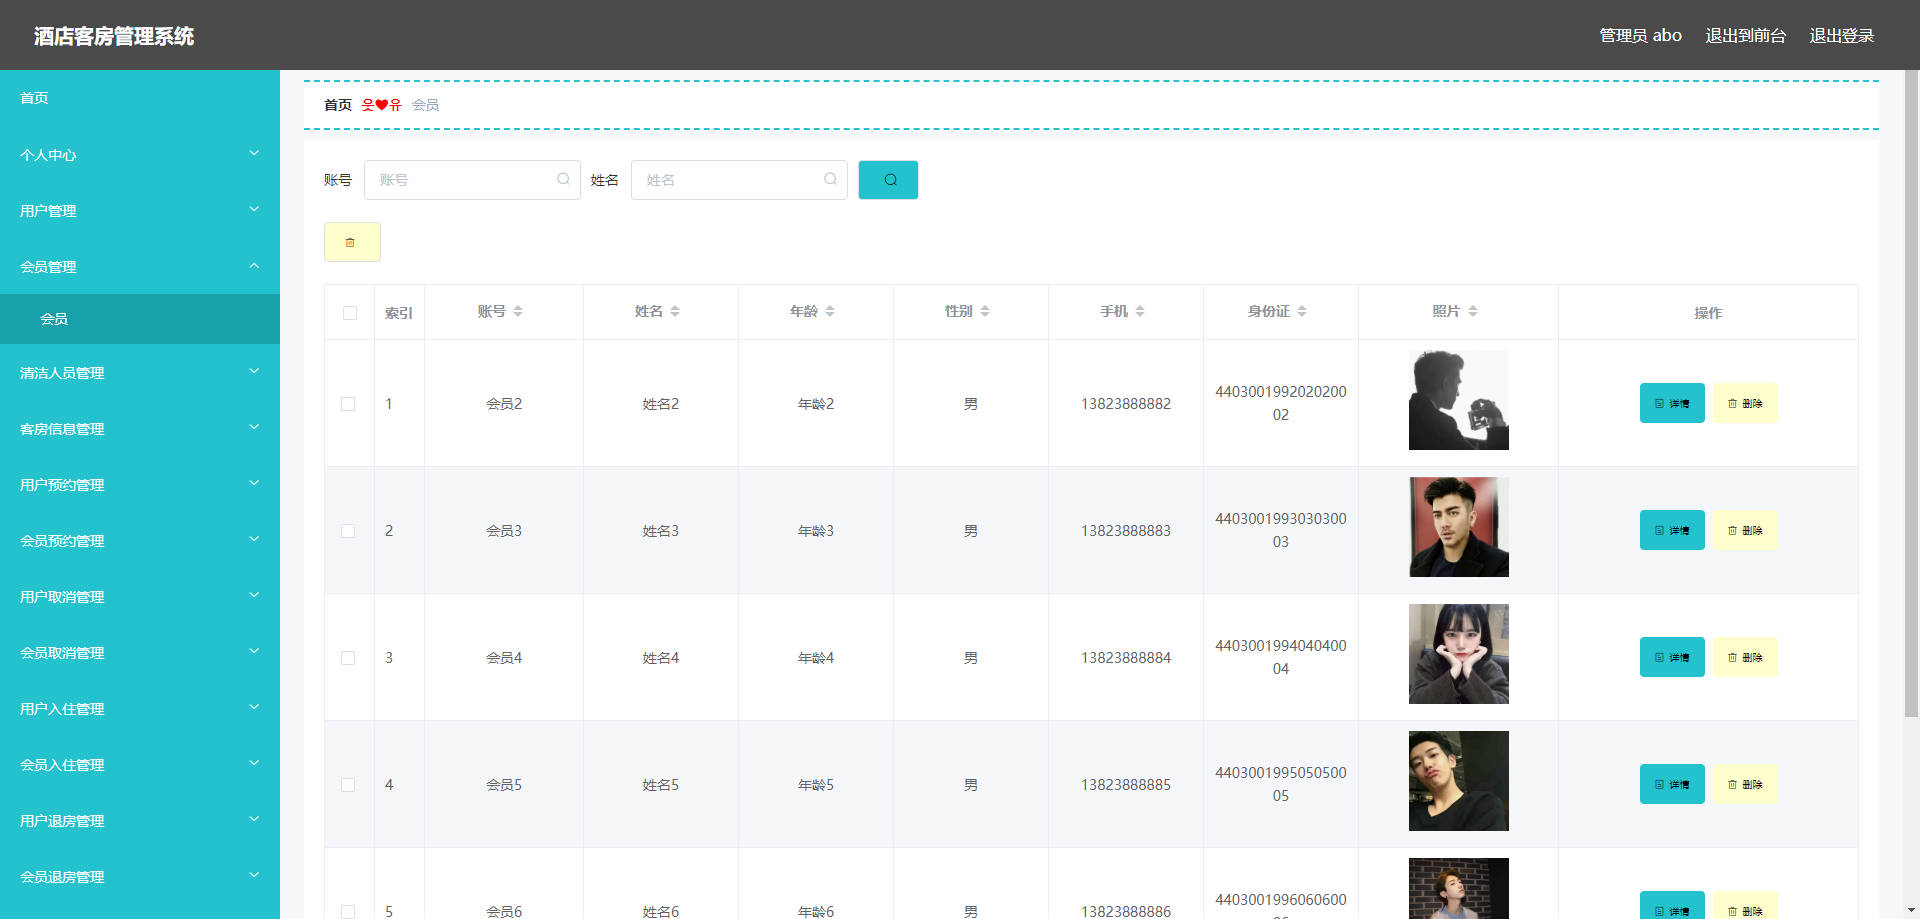 酒店客房管理系统
管理员 abo 退出到前台 退出登录
首页
个人中心
用户管理
会员管理
会员
清洁人员管理
客房信息管理
用户预约管理
会员预约管理
用户取消管理
会员取消管理
用户入住管理
会员入住管理
用户退房管理
会员退房管理
首页 웃❤유 会员
账号 账号 姓名 姓名
索引 账号 姓名 年龄 性别 手机 身份证 照片 操作
1 会员2 姓名2 年龄2 男 13823888882 4403001992020200
02
详情 删除
2 会员3 姓名3 年龄3 男 13823888883 4403001993030300
03
详情 删除
3 会员4 姓名4 年龄4 男 13823888884 4403001994040400
04
详情 删除
4 会员5 姓名5 年龄5 男 13823888885 4403001995050500
05
详情 删除
5 会员6 姓名6 年龄6 男 13823888886 4403001996060600
详情 删除